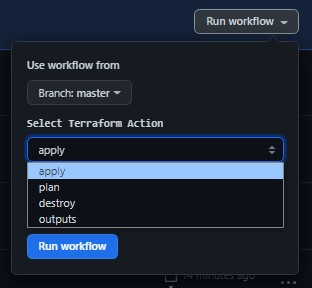 Run workflow
Use workflow from
Branch: master
Select Terraform Action
apply
apply
plan
destroy
outputs
Run workflow
14 minutes ago